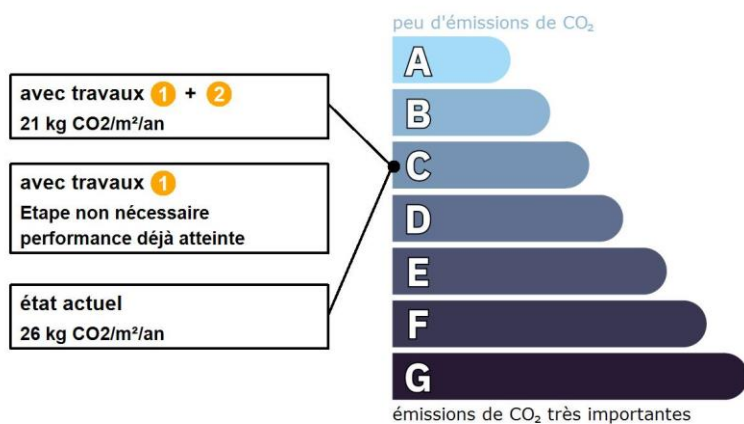 avec travaux 1 + 2
21 kg CO2/m²/an
avec travaux 1
Etape non nécessaire
performance déjà atteinte
état actuel
26 kg CO2/m²/an
peu d'émissions de CO₂
A
B
C
D
E
F
G
émissions de CO₂ très importantes